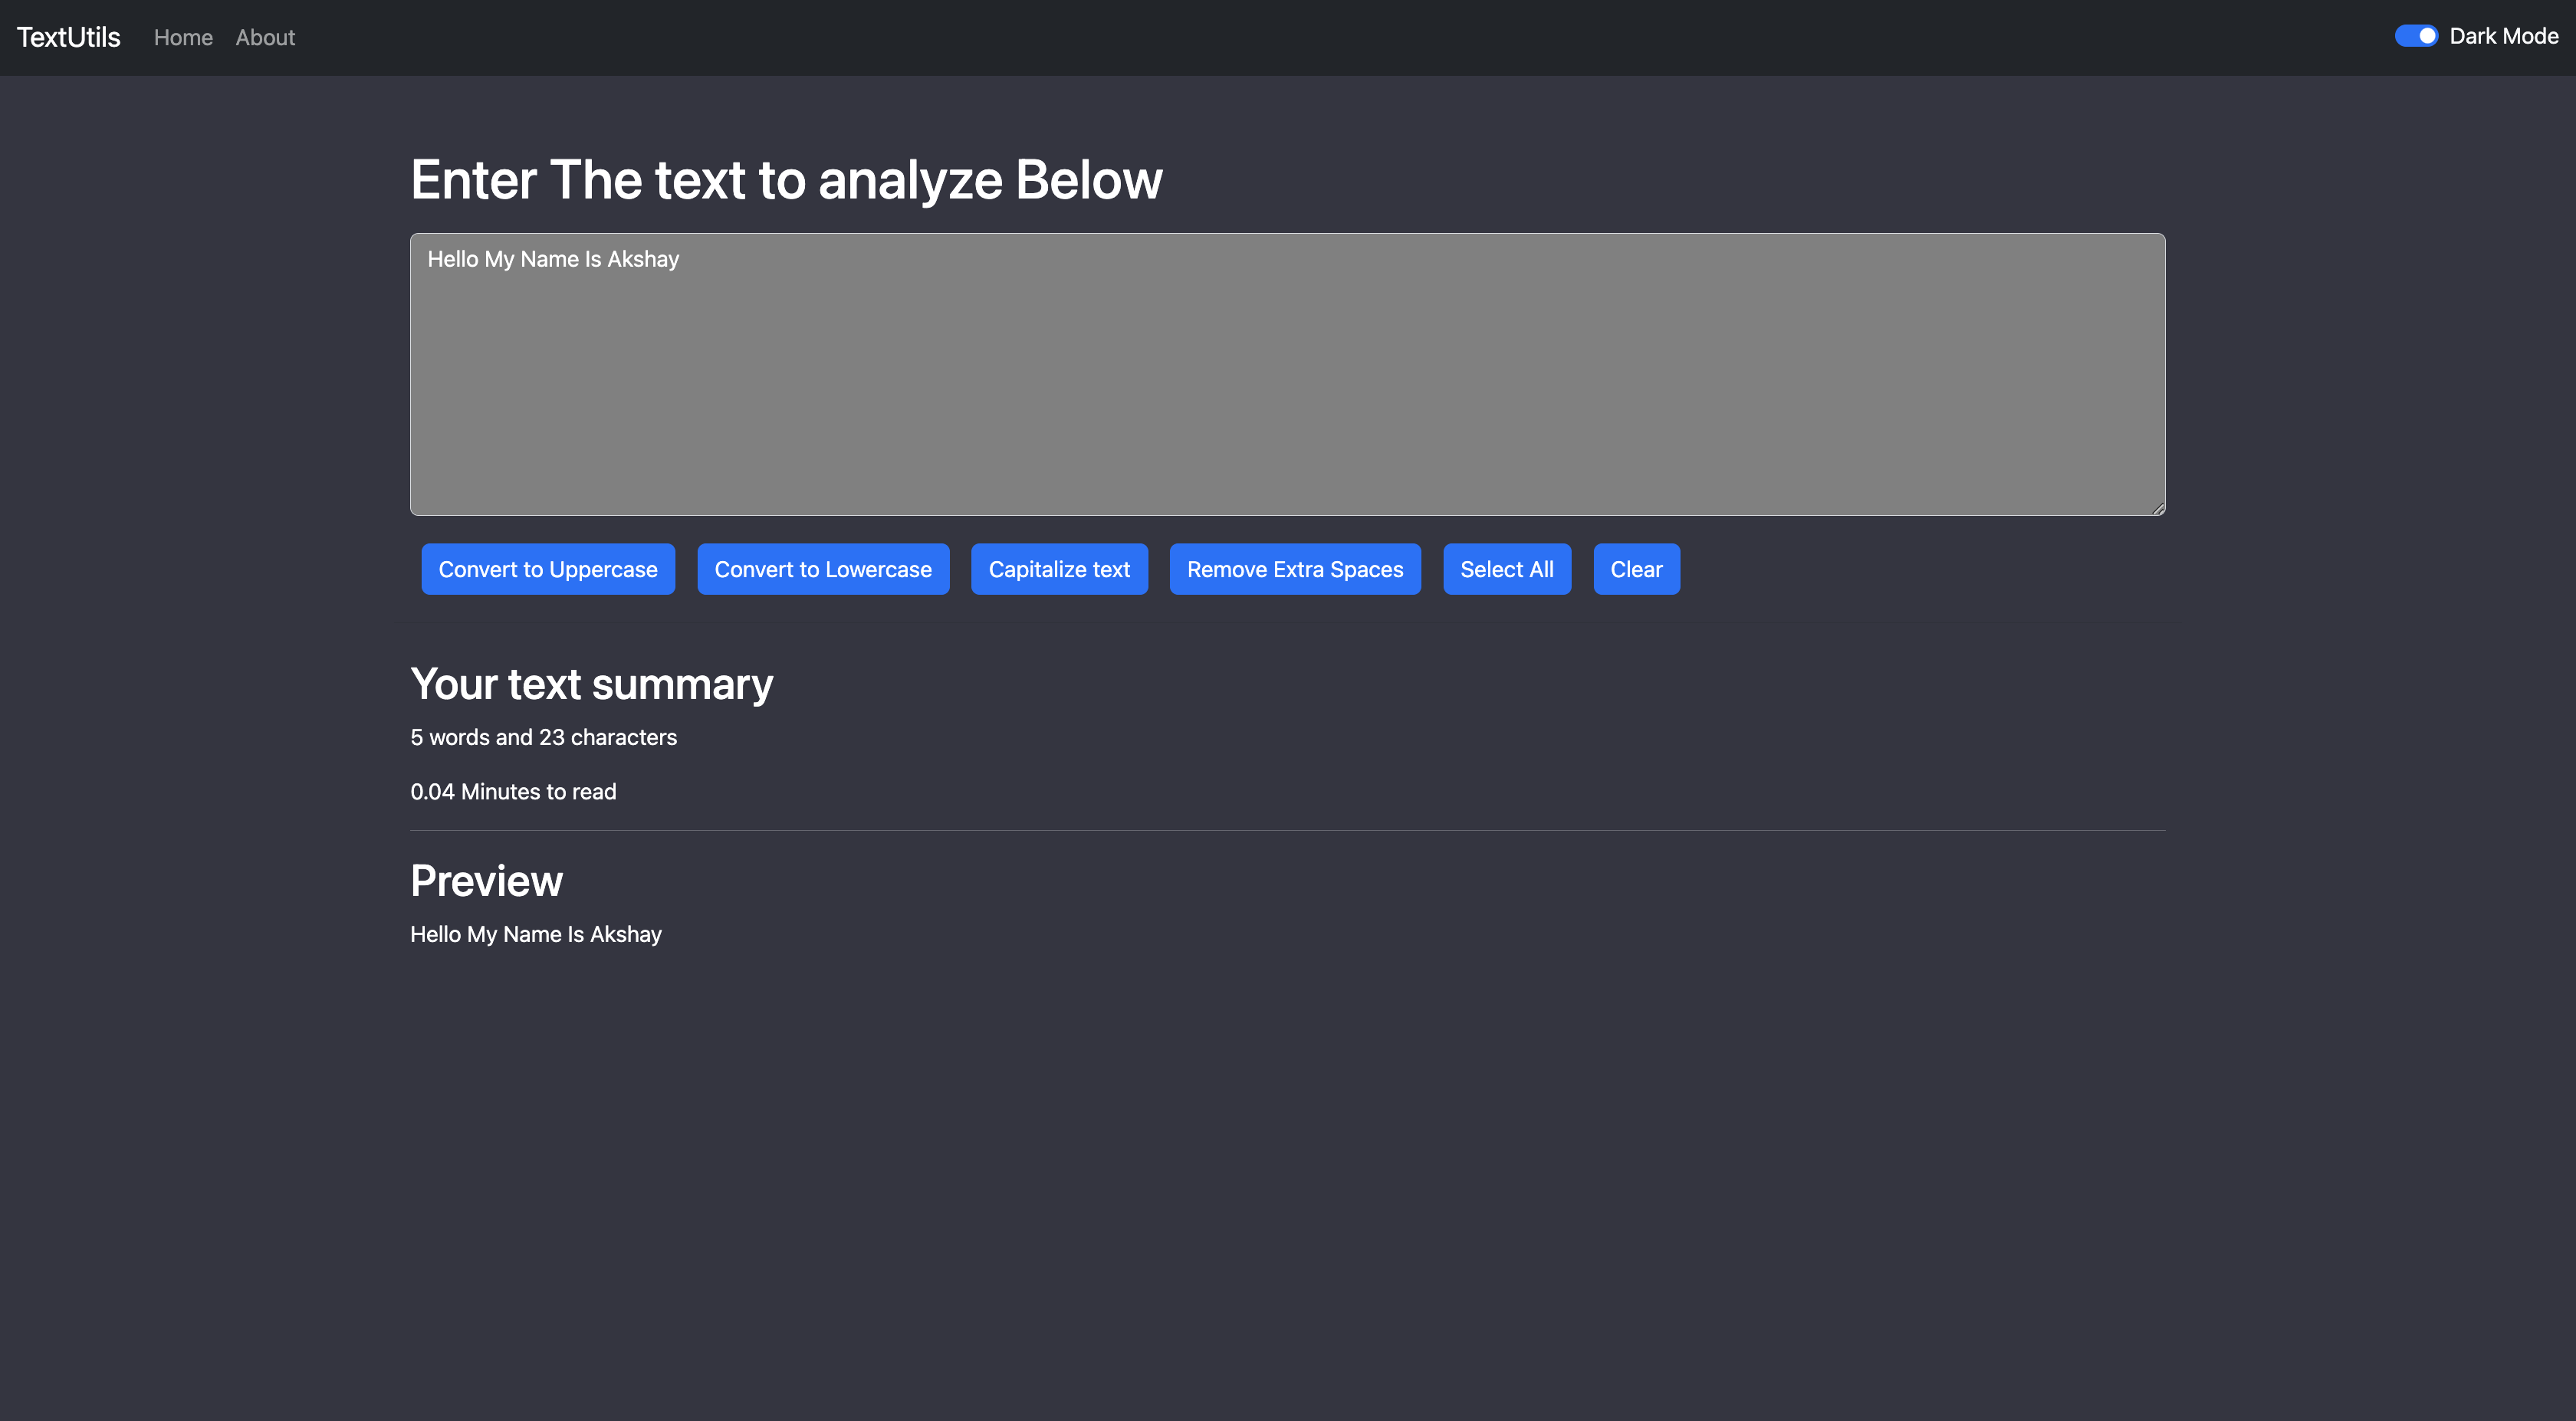 TextUtils Home About Dark Mode
Enter The text to analyze Below
Hello My Name Is Akshay
Convert to Uppercase Convert to Lowercase Capitalize text Remove Extra Spaces Select All Clear
Your text summary
5 words and 23 characters
0.04 Minutes to read
Preview
Hello My Name Is Akshay